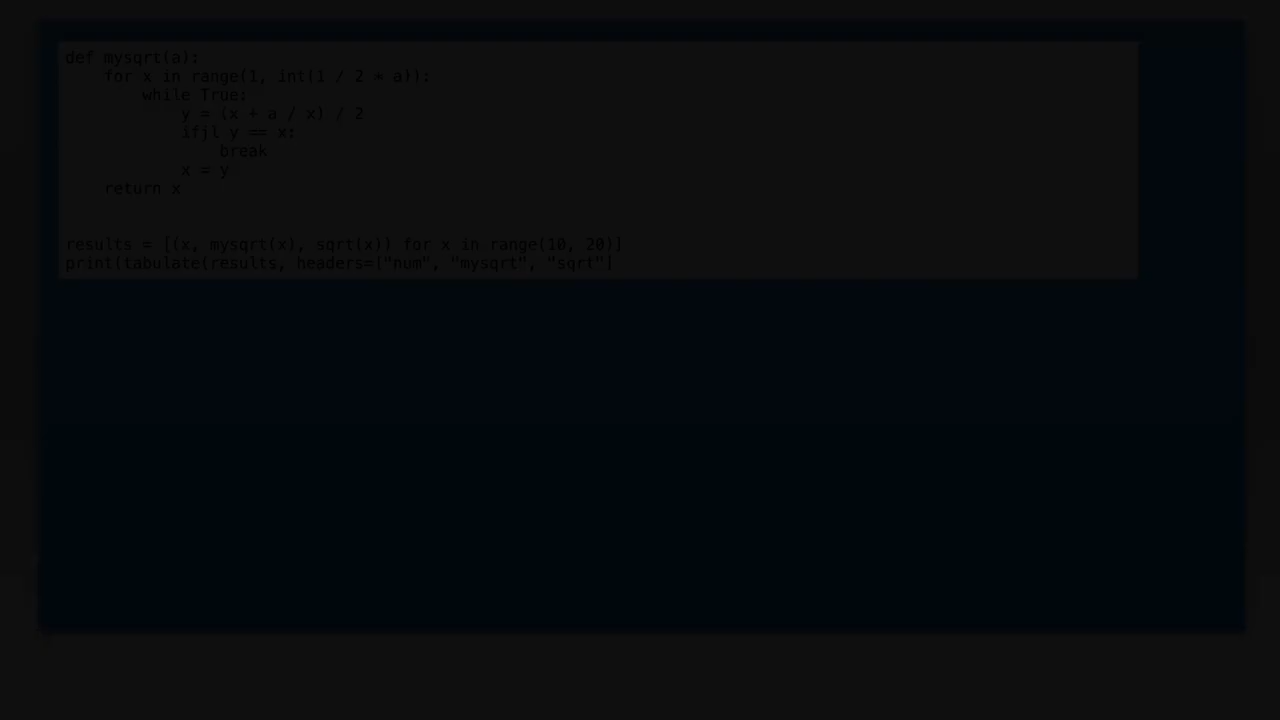 def mysqrt(a):
    for x in range(1, int(1 / 2 * a)):
        while True:
            y = (x + a / x) / 2
            ifjl y == x:
                break
            x = y
    return x
results = [(x, mysqrt(x), sqrt(x)) for x in range(10, 20)]
print(tabulate(results, headers=["num", "mysqrt", "sqrt"]